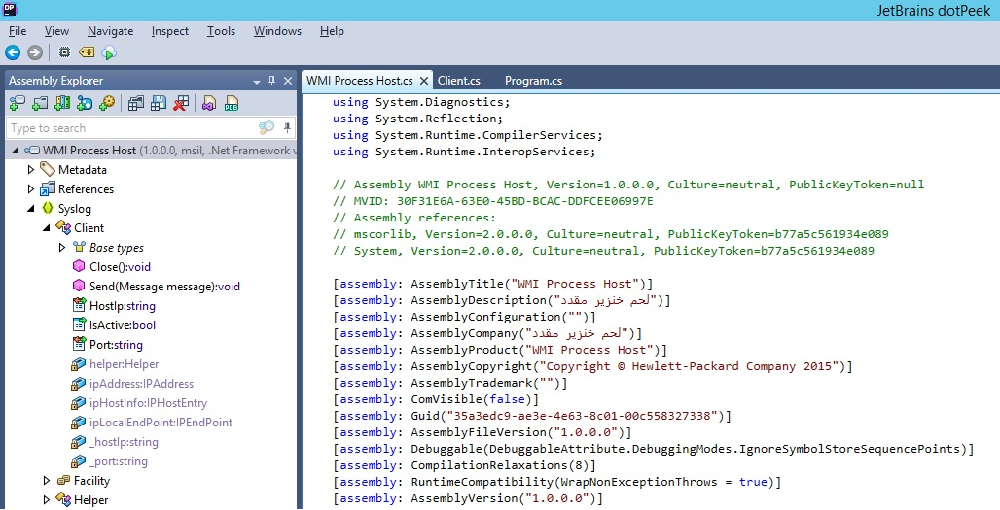 JetBrains dotPeek
File View Navigate Inspect Tools Windows Help
Assembly Explorer
Type to search
WMI Process Host (1.0.0.0, msil, .Net Framework v
Metadata
References
Syslog
Client
Base types
Close():void
Send(Message message):void
HostIp:string
IsActive:bool
Port:string
helper:Helper
ipAddress:IPAddress
ipHostInfo:IPHostEntry
ipLocalEndPoint:IPEndPoint
_hostIp:string
_port:string
Facility
Helper
WMI Process Host.cs Client.cs Program.cs
using System.Diagnostics;
using System.Reflection;
using System.Runtime.CompilerServices;
using System.Runtime.InteropServices;
// Assembly WMI Process Host, Version=1.0.0.0, Culture=neutral, PublicKeyToken=null
// MVID: 30F31E6A-63E0-45BD-BCAC-DDFCEE06997E
// Assembly references:
// mscorlib, Version=2.0.0.0, Culture=neutral, PublicKeyToken=b77a5c561934e089
// System, Version=2.0.0.0, Culture=neutral, PublicKeyToken=b77a5c561934e089
[assembly: AssemblyTitle("WMI Process Host")]
[assembly: AssemblyDescription("لحم خنزير مقدد")]
[assembly: AssemblyConfiguration("")]
[assembly: AssemblyCompany("لحم خنزير مقدد")]
[assembly: AssemblyProduct("WMI Process Host")]
[assembly: AssemblyCopyright("Copyright © Hewlett-Packard Company 2015")]
[assembly: AssemblyTrademark("")]
[assembly: ComVisible(false)]
[assembly: Guid("35a3edc9-ae3e-4e63-8c01-00c558327338")]
[assembly: AssemblyFileVersion("1.0.0.0")]
[assembly: Debuggable(DebuggableAttribute.DebuggingModes.IgnoreSymbolStoreSequencePoints)]
[assembly: CompilationRelaxations(8)]
[assembly: RuntimeCompatibility(WrapNonExceptionThrows = true)]
[assembly: AssemblyVersion("1.0.0.0")]